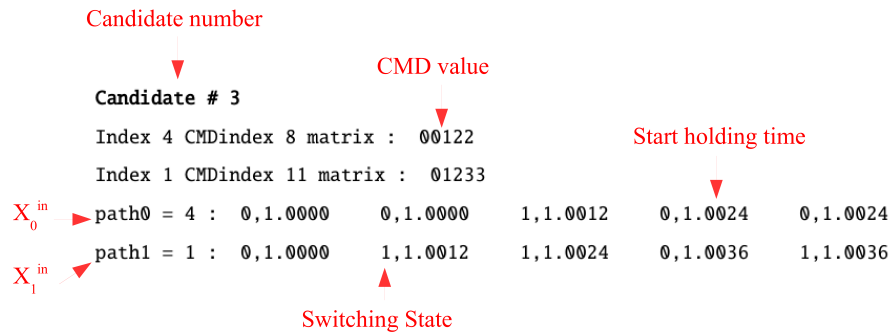 Candidate number
CMD value
Candidate # 3
Index 4 CMDindex 8 matrix :  00122
Start holding time
Index 1 CMDindex 11 matrix :  01233
X0in path0 = 4 :  0,1.0000  0,1.0000  1,1.0012  0,1.0024  0,1.0024
X1in path1 = 1 :  0,1.0000  1,1.0012  1,1.0024  0,1.0036  1,1.0036
Switching State